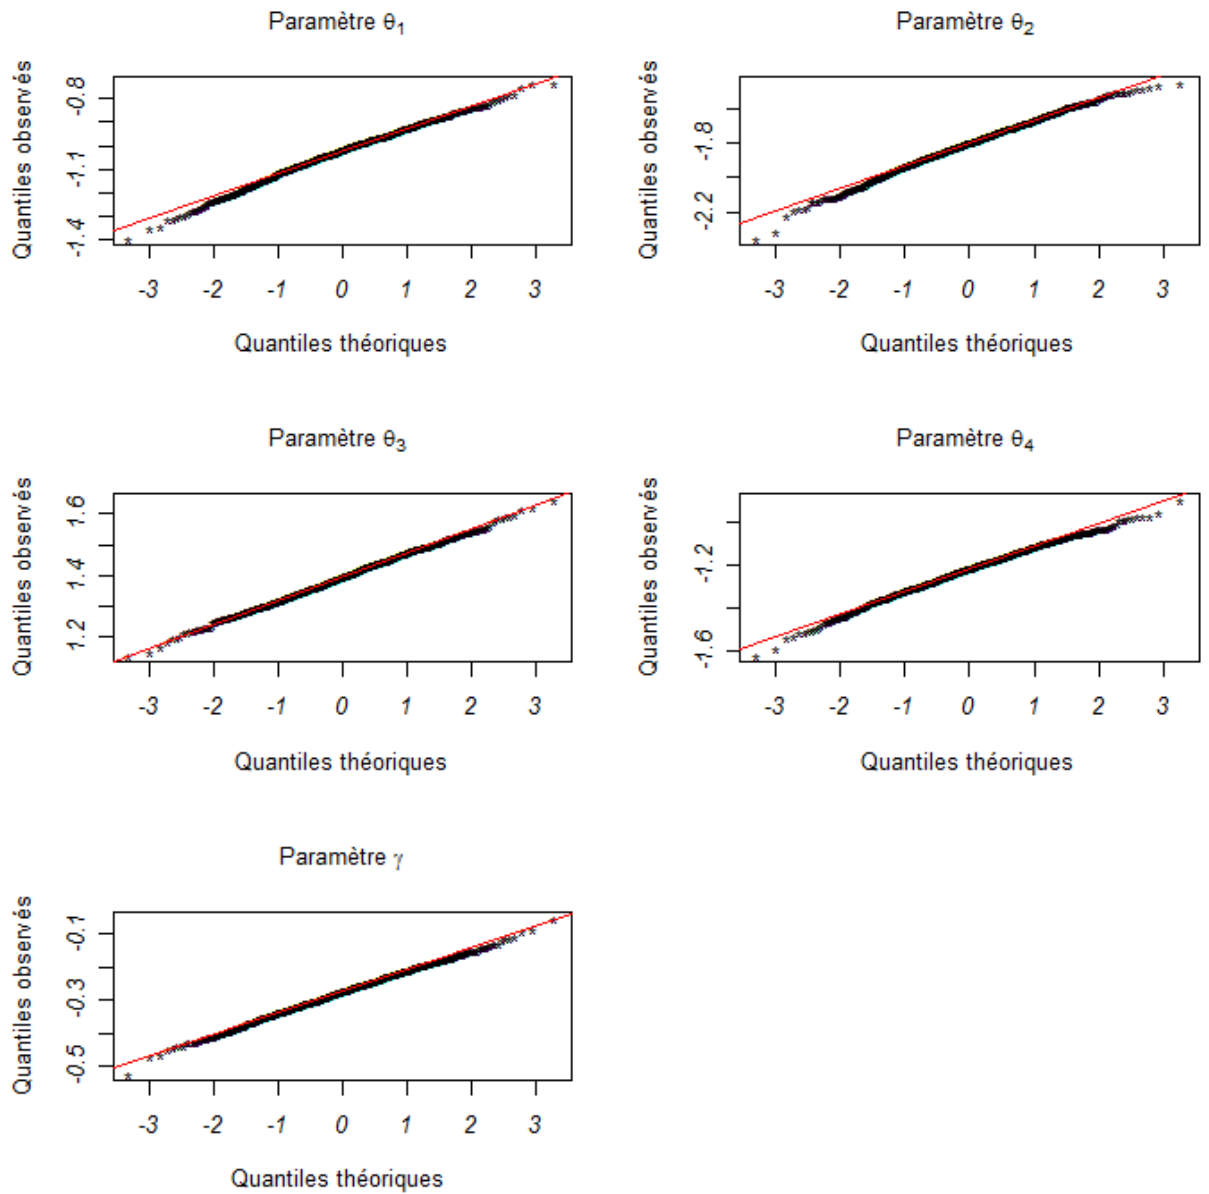 Paramètre θ₁
Paramètre θ₂
Quantiles observés
-0.8
-1.1
-1.4
-3 -2 -1 0 1 2 3
Quantiles théoriques
Quantiles observés
-1.8
-2.2
-3 -2 -1 0 1 2 3
Quantiles théoriques
Paramètre θ₃
Paramètre θ₄
Quantiles observés
1.6
1.4
1.2
-3 -2 -1 0 1 2 3
Quantiles théoriques
Quantiles observés
-1.2
-1.6
-3 -2 -1 0 1 2 3
Quantiles théoriques
Paramètre γ
Quantiles observés
-0.1
-0.3
-0.5
-3 -2 -1 0 1 2 3
Quantiles théoriques